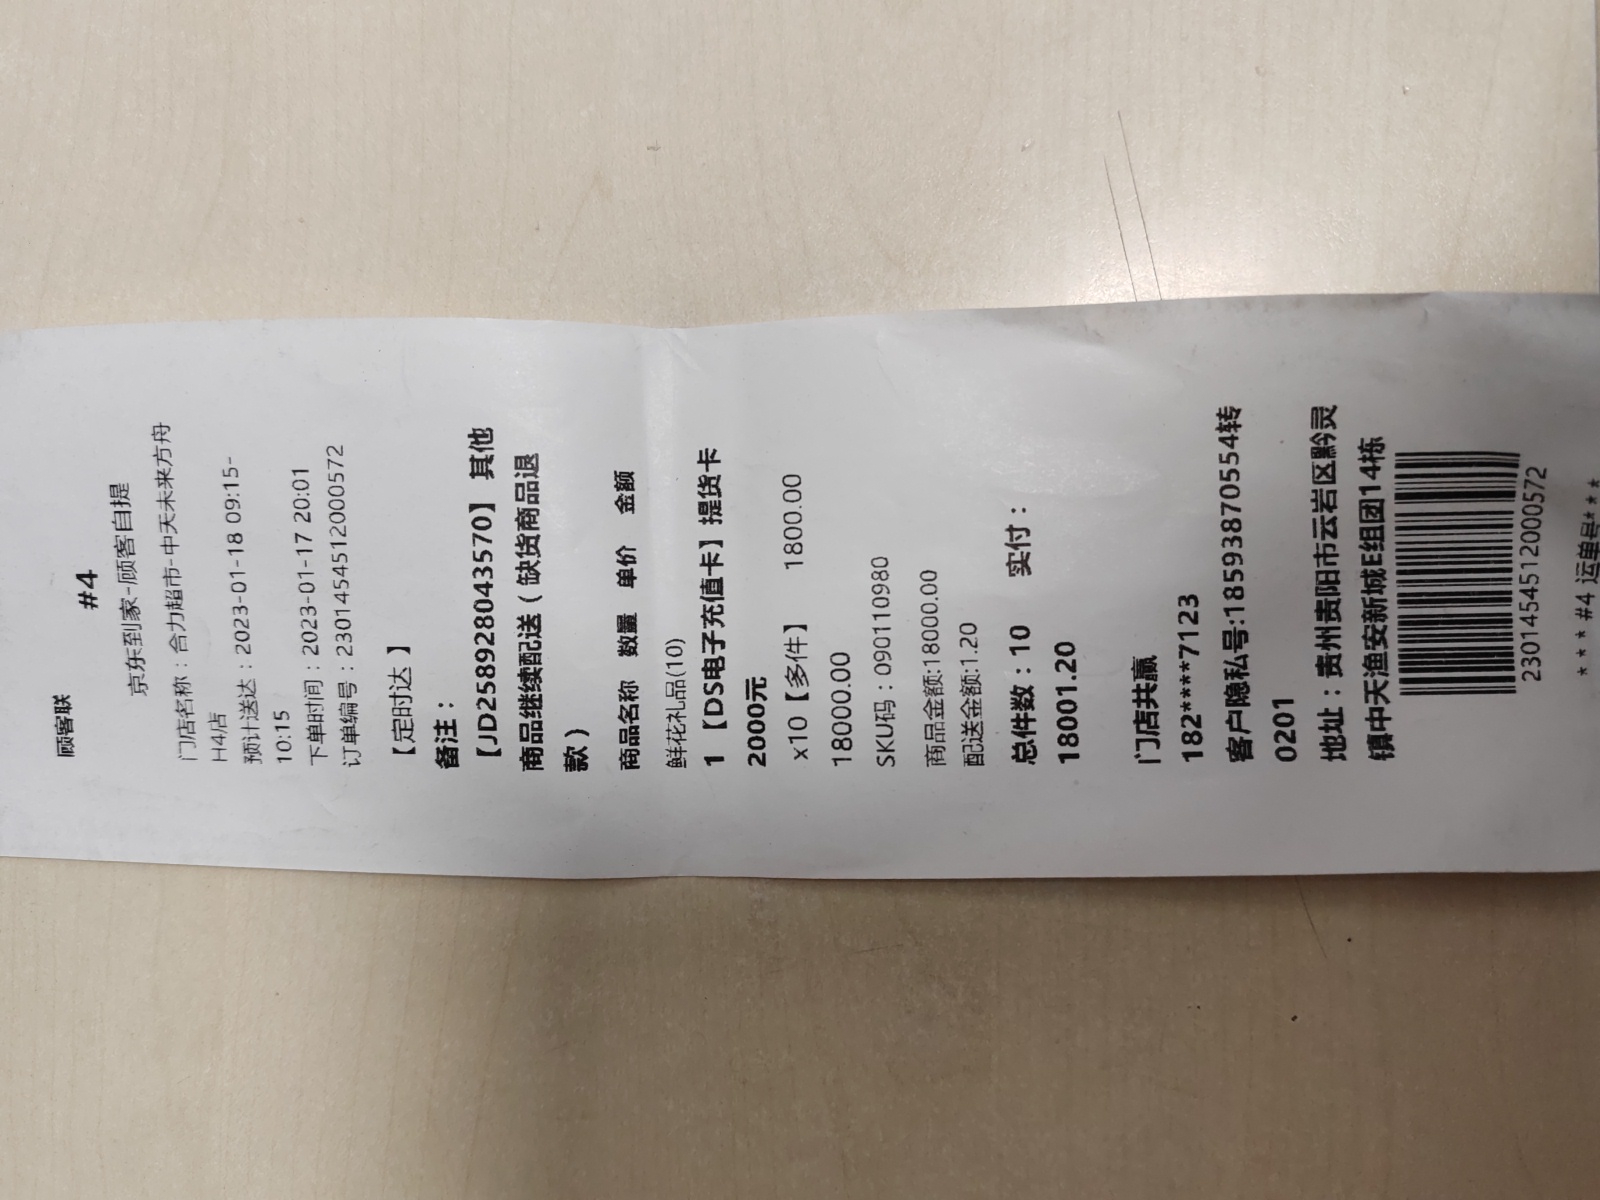 顾客联
#4
京东到家-顾客自提
门店名称：合力超市-中天未来方舟
H4店
预计送达：2023-01-18 09:15-
10:15
下单时间：2023-01-17 20:01
订单编号：2301454512000572
【定时达】
备注：
【JD2589280435​70】 其他
商品继续配送（缺货商品退
款）
商品名称 数量 单价 金额
鲜花礼品(10)
1 【DS电子充值卡】提货卡
2000元
x10【多件】 1800.00
18000.00
SKU码：090110980
商品金额:18000.00
配送金额:1.20
总件数：10 实付：
18001.20
门店共赢
182****7123
客户隐私号:18593870554转
0201
地址：贵州贵阳市云岩区黔灵
镇中天渔安新城E组团14栋
2301454512000572
***#4 运单号***